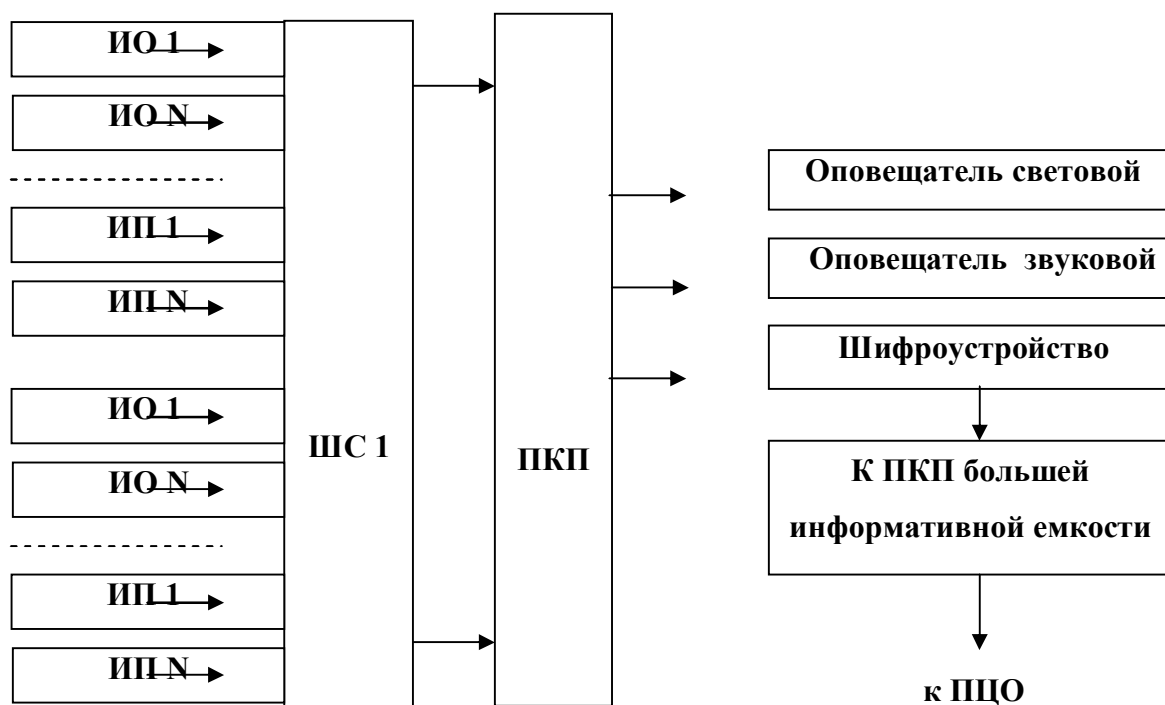 ИО 1
ИО N
ИП 1
ИП N
ИО 1
ИО N
ИП 1
ИП N
ШС 1
ПКП
Оповещатель световой
Оповещатель звуковой
Шифроустройство
К ПКП большей
информативной емкости
к ПЦО